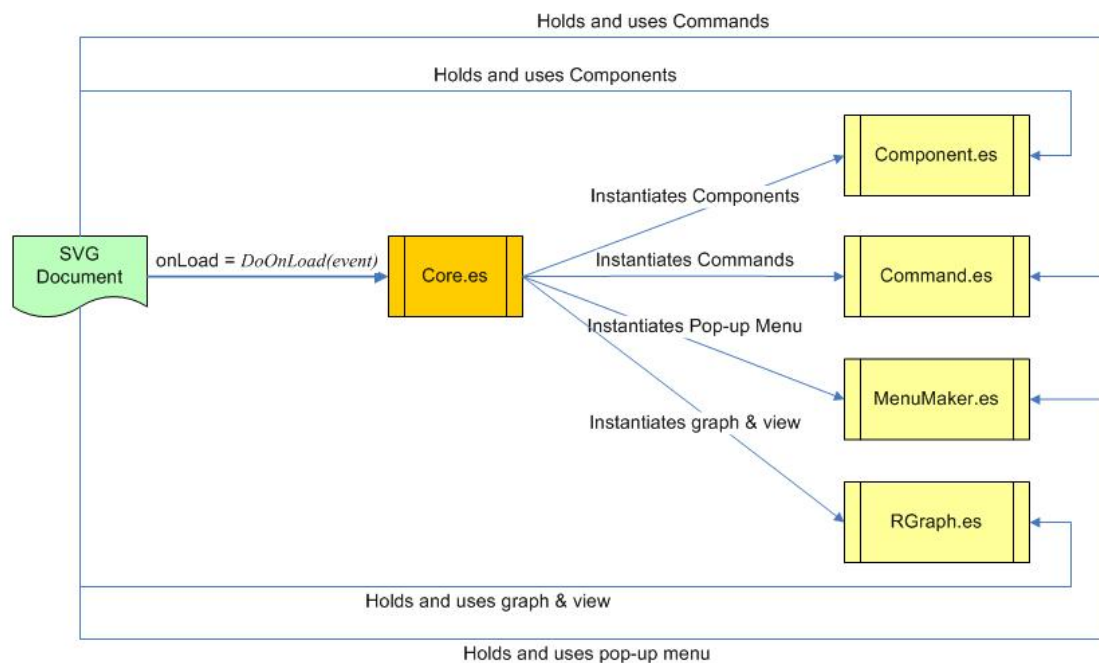 Holds and uses Commands
Holds and uses Components
Component.es
Instantiates Components
SVG
Document
onLoad = DoOnLoad(event)
Core.es
Instantiates Commands
Command.es
Instantiates Pop-up Menu
MenuMaker.es
Instantiates graph & view
RGraph.es
Holds and uses graph & view
Holds and uses pop-up menu